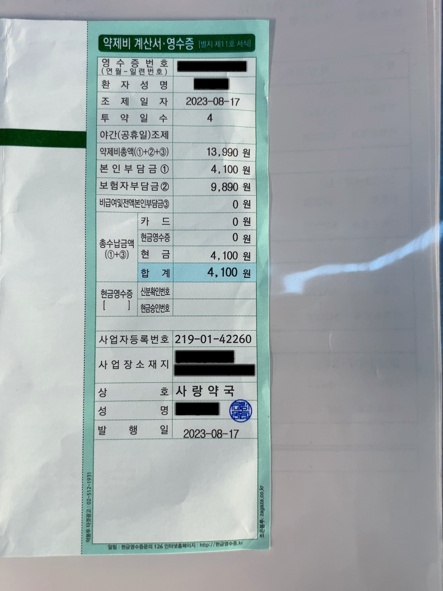 약제비 계산서·영수증 [별지 제11호 서식]
영수증번호
(연월-일련번호)
환자성명
조제일자 2023-08-17
투약일수 4
야간(공휴일)조제
약제비총액(①+②+③) 13,990 원
본인부담금① 4,100 원
보험자부담금② 9,890 원
비급여및전액본인부담금③ 0 원
총수납금액
(①+③)
카드 0 원
현금영수증 0 원
현금 4,100 원
합계 4,100 원
현금영수증
[ ]
신분확인번호
현금승인번호
사업자등록번호 219-01-42260
사업장소재지
상호 사랑약국
성명
발행일 2023-08-17